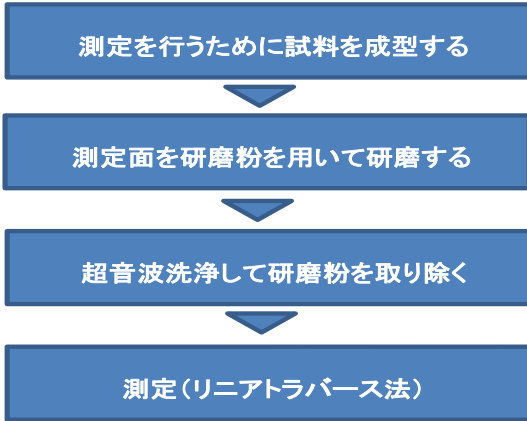 測定を行うために試料を成型する
測定面を研磨粉を用いて研磨する
超音波洗浄して研磨粉を取り除く
測定（リニアトラバース法）